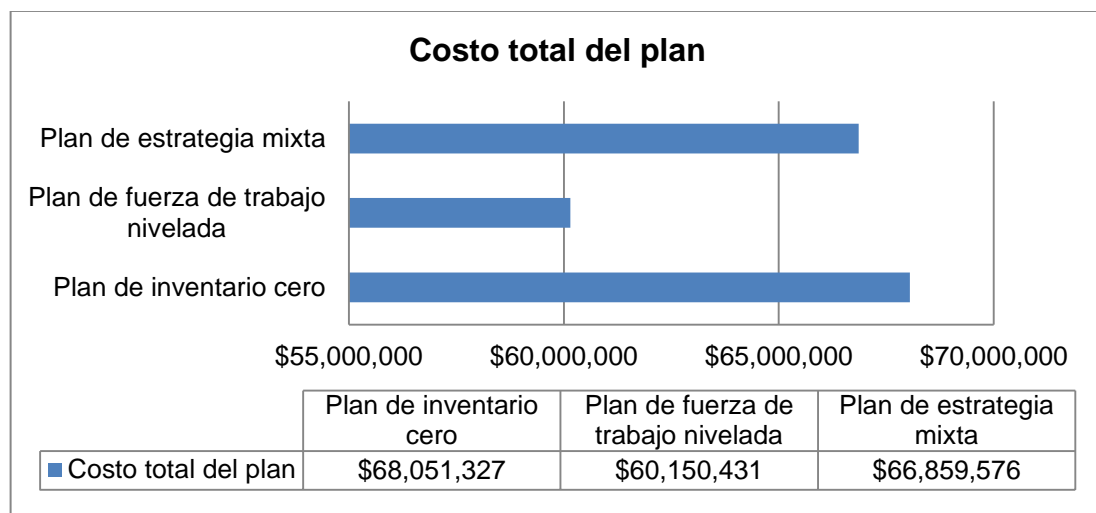 Costo total del plan
Plan de estrategia mixta
Plan de fuerza de trabajo
nivelada
Plan de inventario cero
$55,000,000 $60,000,000 $65,000,000 $70,000,000
Plan de inventario Plan de fuerza de Plan de estrategia
cero trabajo nivelada mixta
Costo total del plan $68,051,327 $60,150,431 $66,859,576